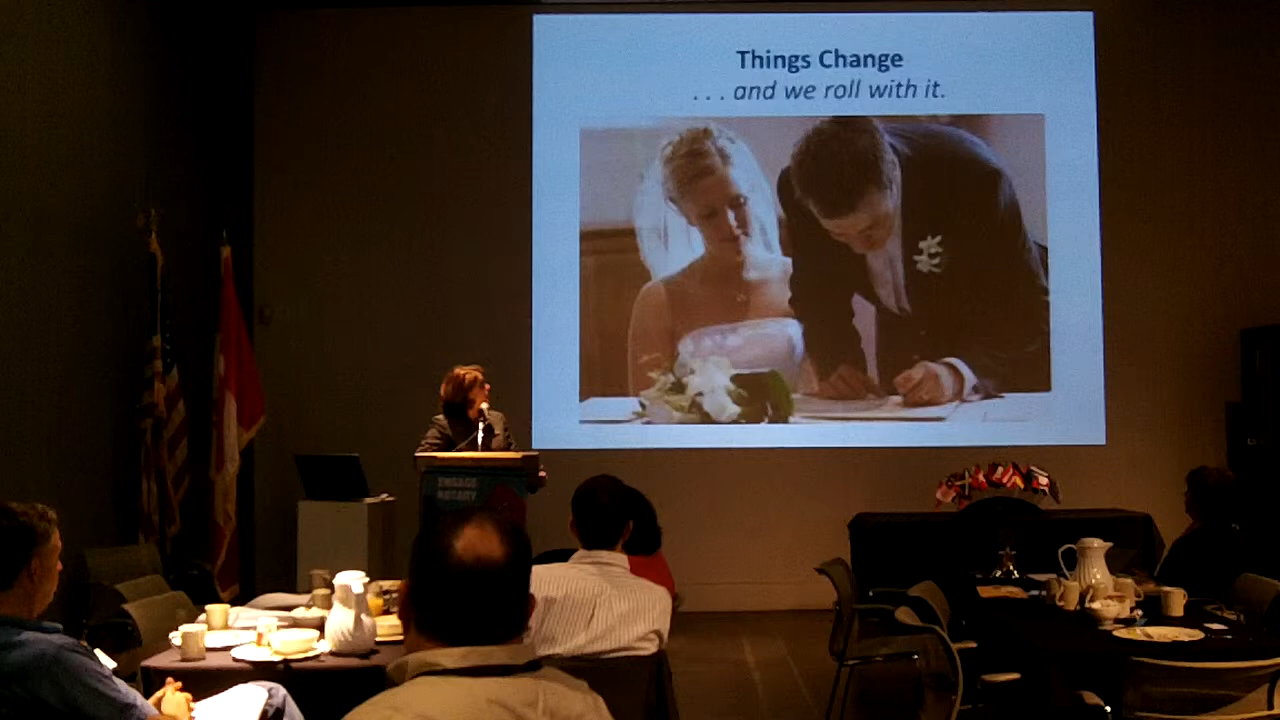 Things Change
. . . and we roll with it.
ENGAGE
ROTARY